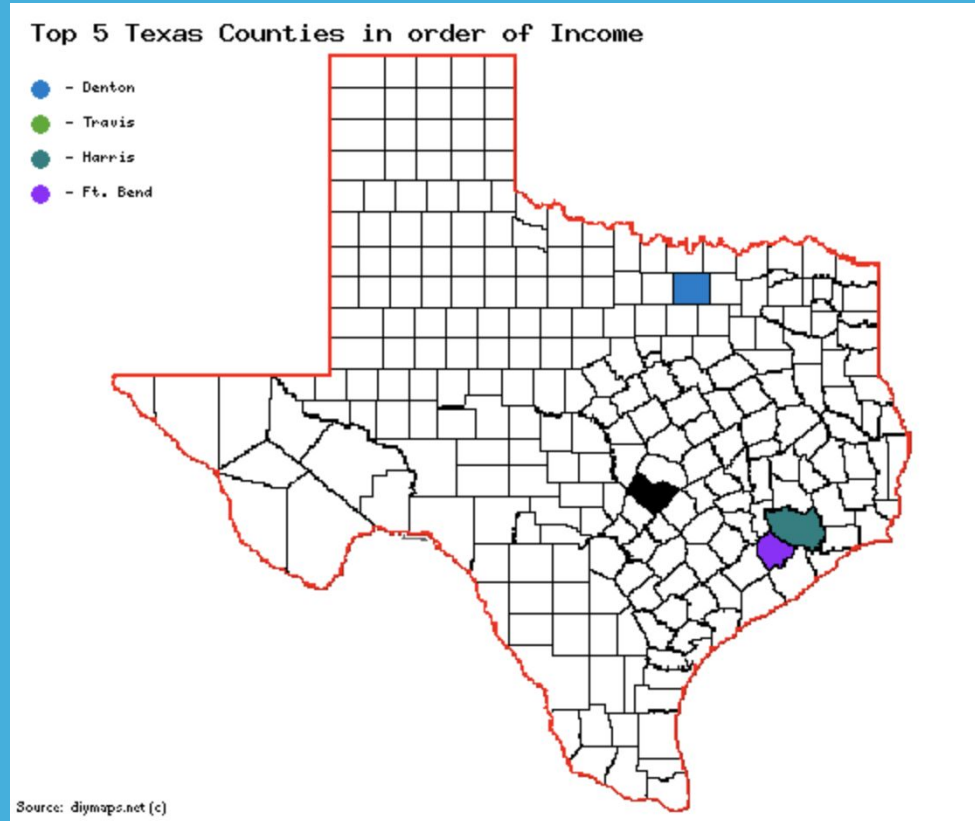 Top 5 Texas Counties in order of Income
- Denton
- Travis
- Harris
- Ft. Bend
Source: diymaps.net (c)